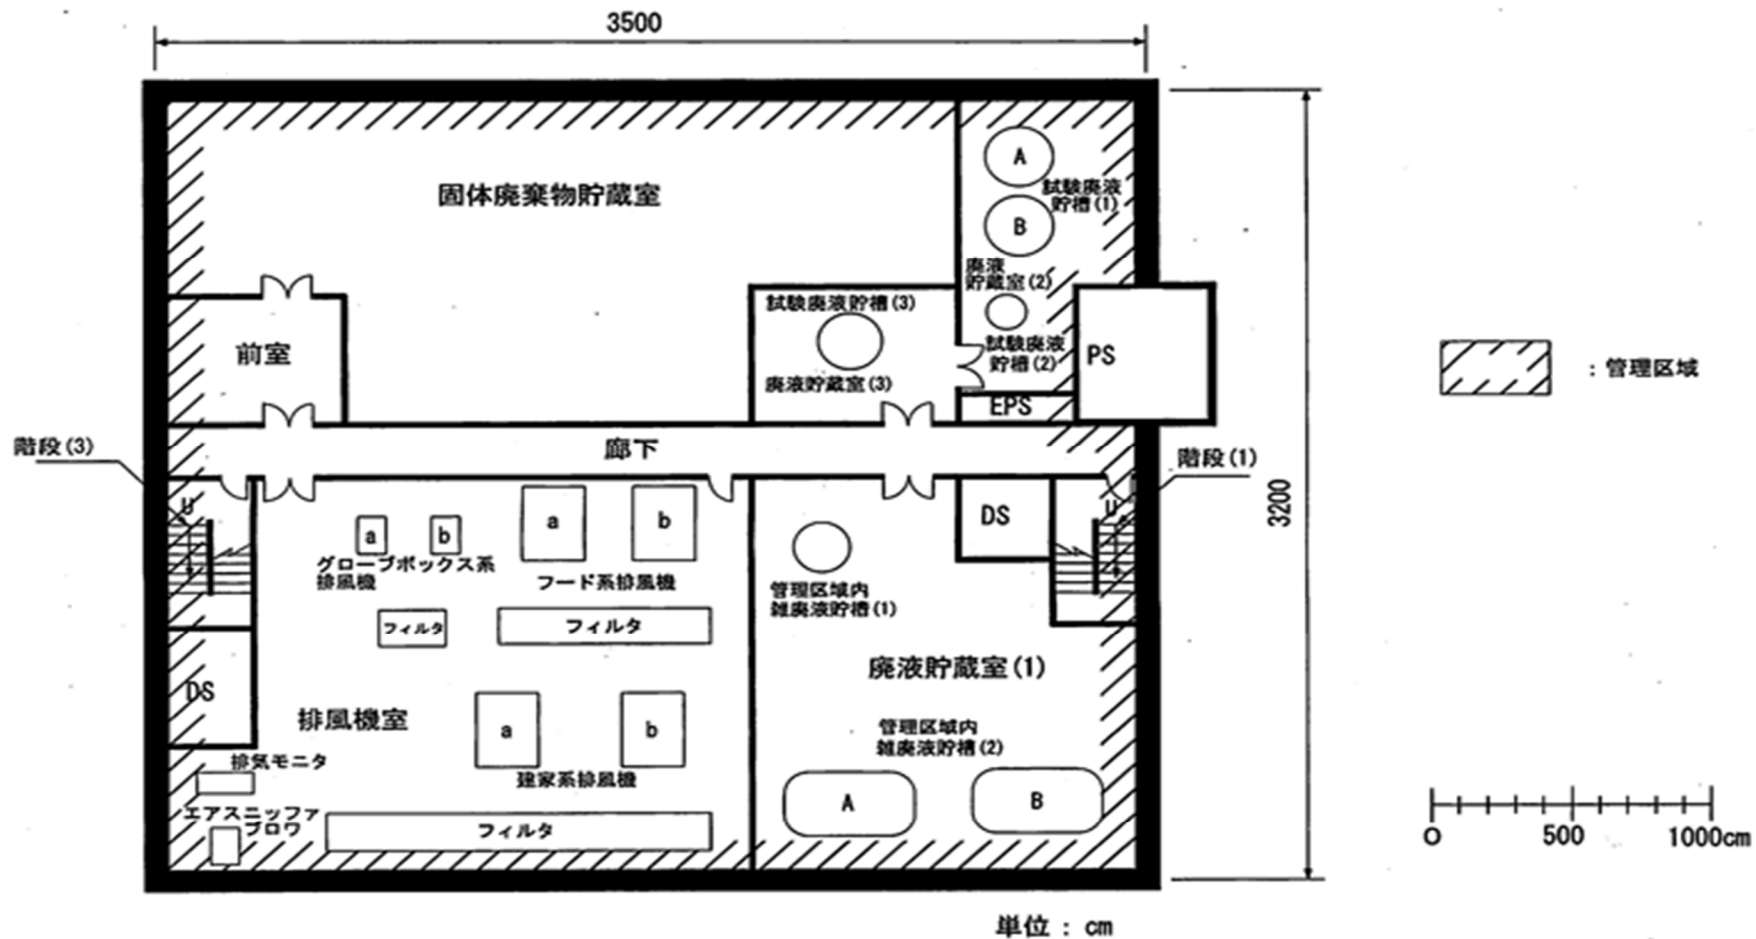 3500
固体廃棄物貯蔵室
A
試験廃液
貯槽(1)
B
廃液
貯蔵室(2)
試験廃液貯槽(3)
試験廃液
貯槽(2)
PS
前室
廃液貯蔵室(3)
EPS
:管理区域
廊下
階段(3)
階段(1)
3200
U
a
b
グローブボックス系
排風機
a
b
フード系排風機
DS
U
管理区域内
雑廃液貯槽(1)
フィルタ
フィルタ
廃液貯蔵室(1)
DS
排風機室
a
b
建家系排風機
管理区域内
雑廃液貯槽(2)
排気モニタ
エアスニッファ
ブロワ
フィルタ
A
B
0
500
1000cm
単位:cm